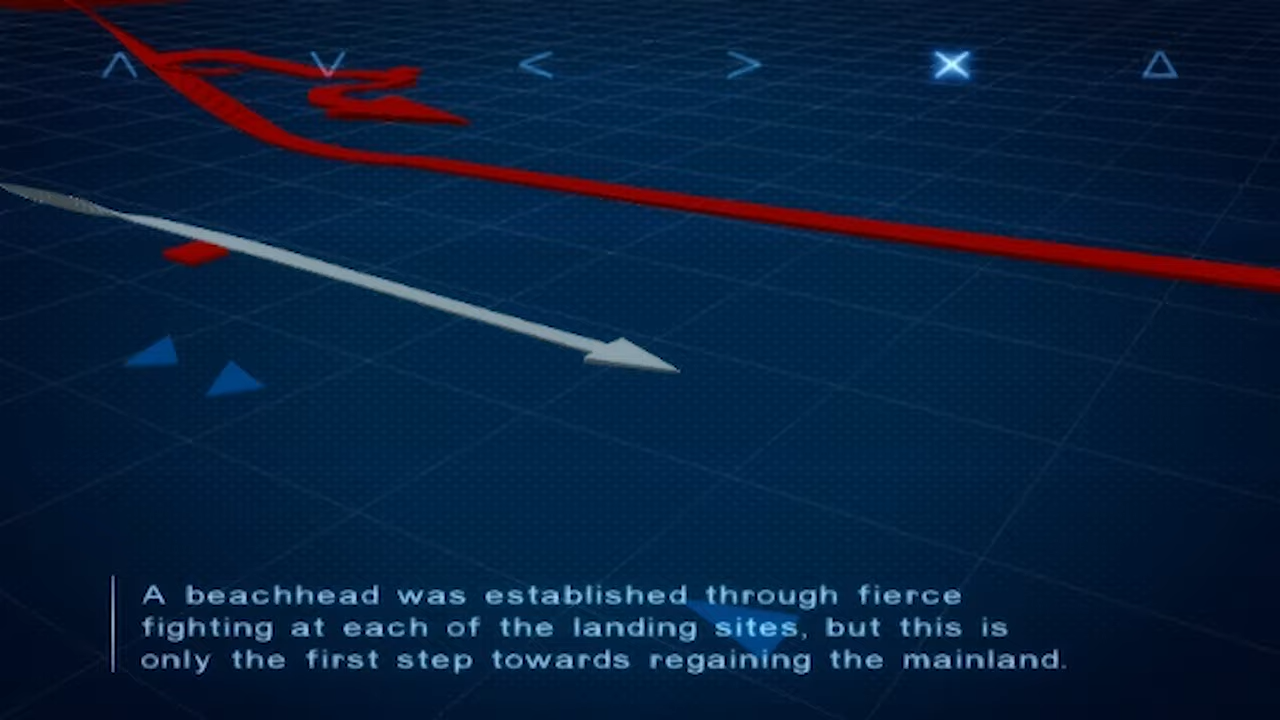 A beachhead was established through fierce
fighting at each of the landing sites, but this is
only the first step towards regaining the mainland.